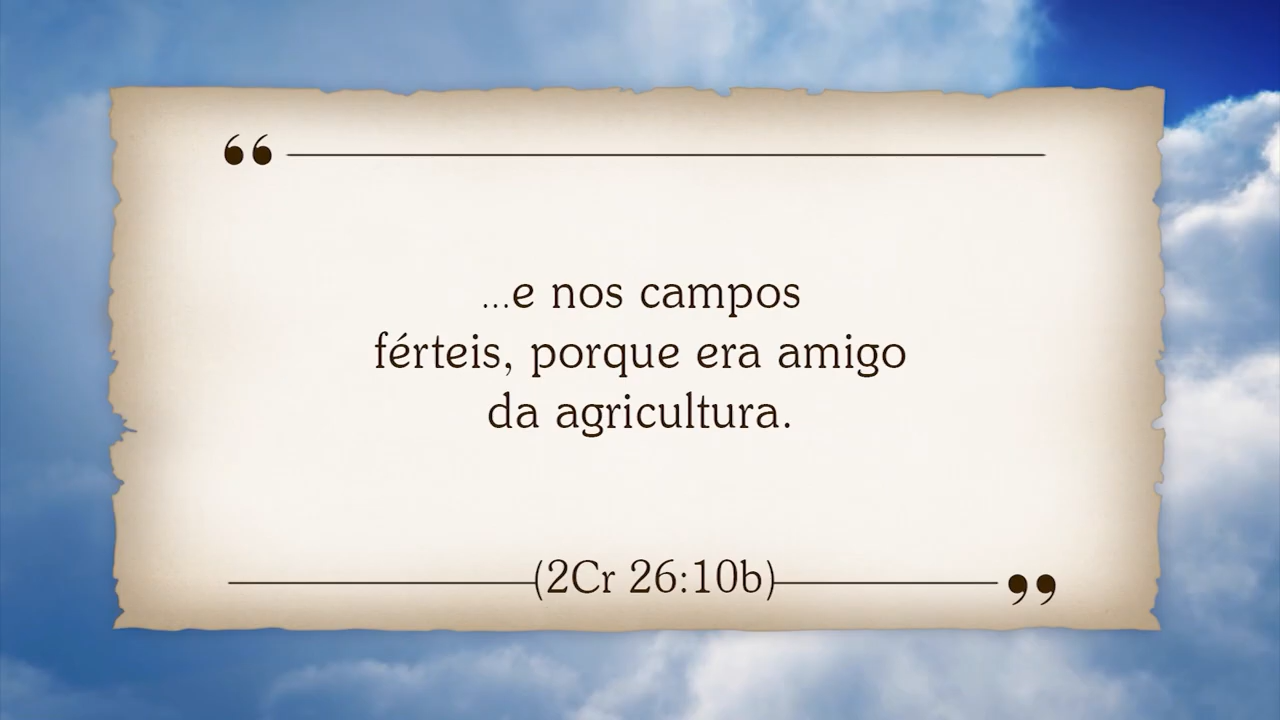 “
...e nos campos
férteis, porque era amigo
da agricultura.
(2Cr 26:10b)
”